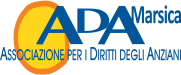 ADA Marsica
ASSOCIAZIONE PER I DIRITTI DEGLI ANZIANI